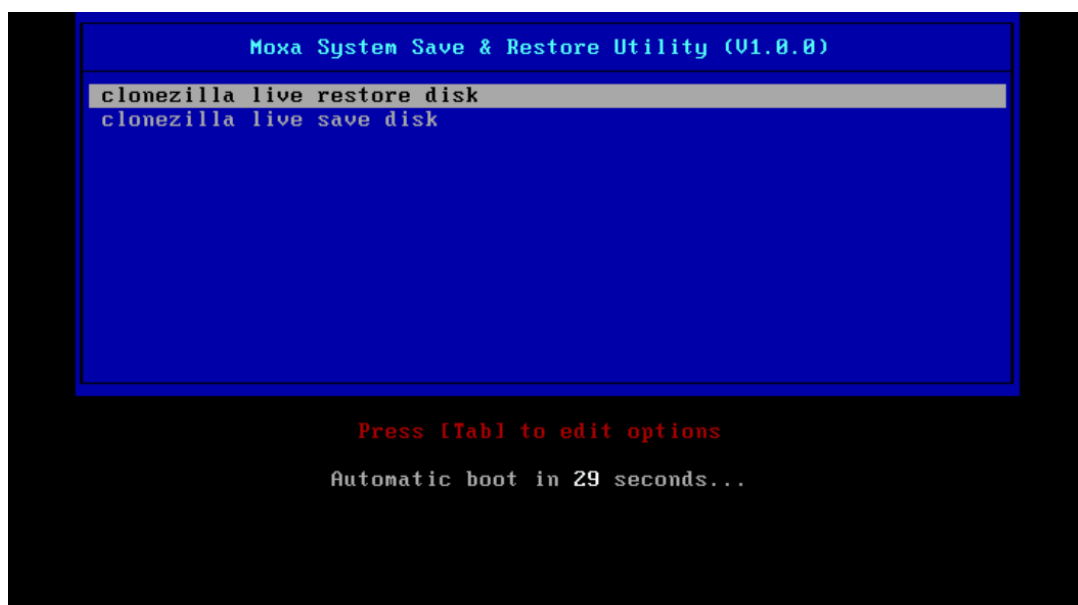 Moxa System Save & Restore Utility (V1.0.0)
clonezilla live restore disk
clonezilla live save disk
Press [Tab] to edit options
Automatic boot in 29 seconds...